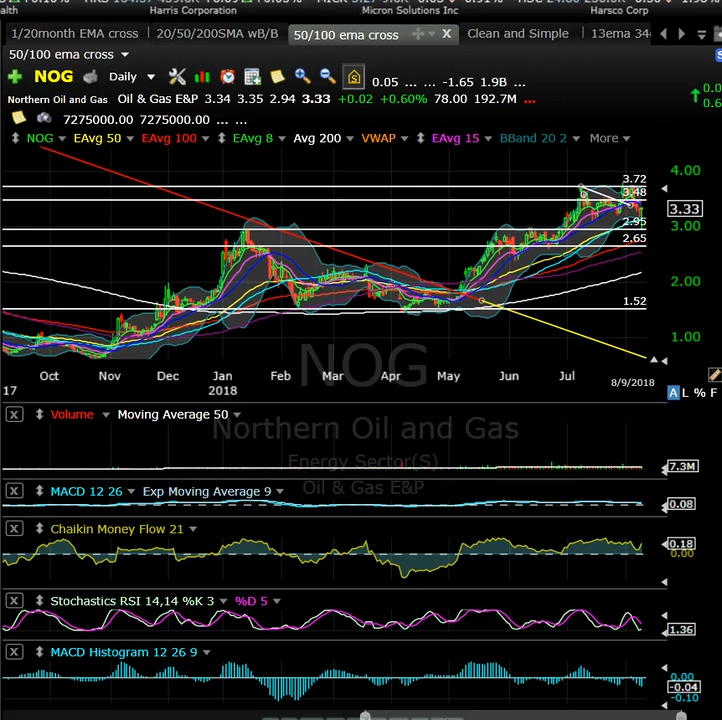 Harris Corporation Micron Solutions Inc Harsco Corp
1/20month EMA cross 20/50/200SMA wB/B 50/100 ema cross X Clean and Simple 13ema 34
50/100 ema cross
NOG Daily 0.05 ... ... -1.65 1.9B ...
Northern Oil and Gas Oil & Gas E&P 3.34 3.35 2.94 3.33 +0.02 +0.60% 78.00 192.7M ...
7275000.00 7275000.00 ... ...
NOG EAvg 50 EAvg 100 EAvg 8 Avg 200 VWAP EAvg 15 BBand 20 2 More
4.00
3.72
3.48
3.33
3.00
2.95
2.65
2.00
1.52
1.00
NOG
Oct Nov Dec Jan Feb Mar Apr May Jun Jul 8/9/2018
17 2018
A L % F
X Volume Moving Average 50
Northern Oil and Gas
Energy Sector(S)
7.3M
Oil & Gas E&P
X MACD 12 26 Exp Moving Average 9
0.08
X Chaikin Money Flow 21
0.18
0.00
X Stochastics RSI 14,14 %K 3 %D 5
1.36
X MACD Histogram 12 26 9
0.00
-0.04
-0.10